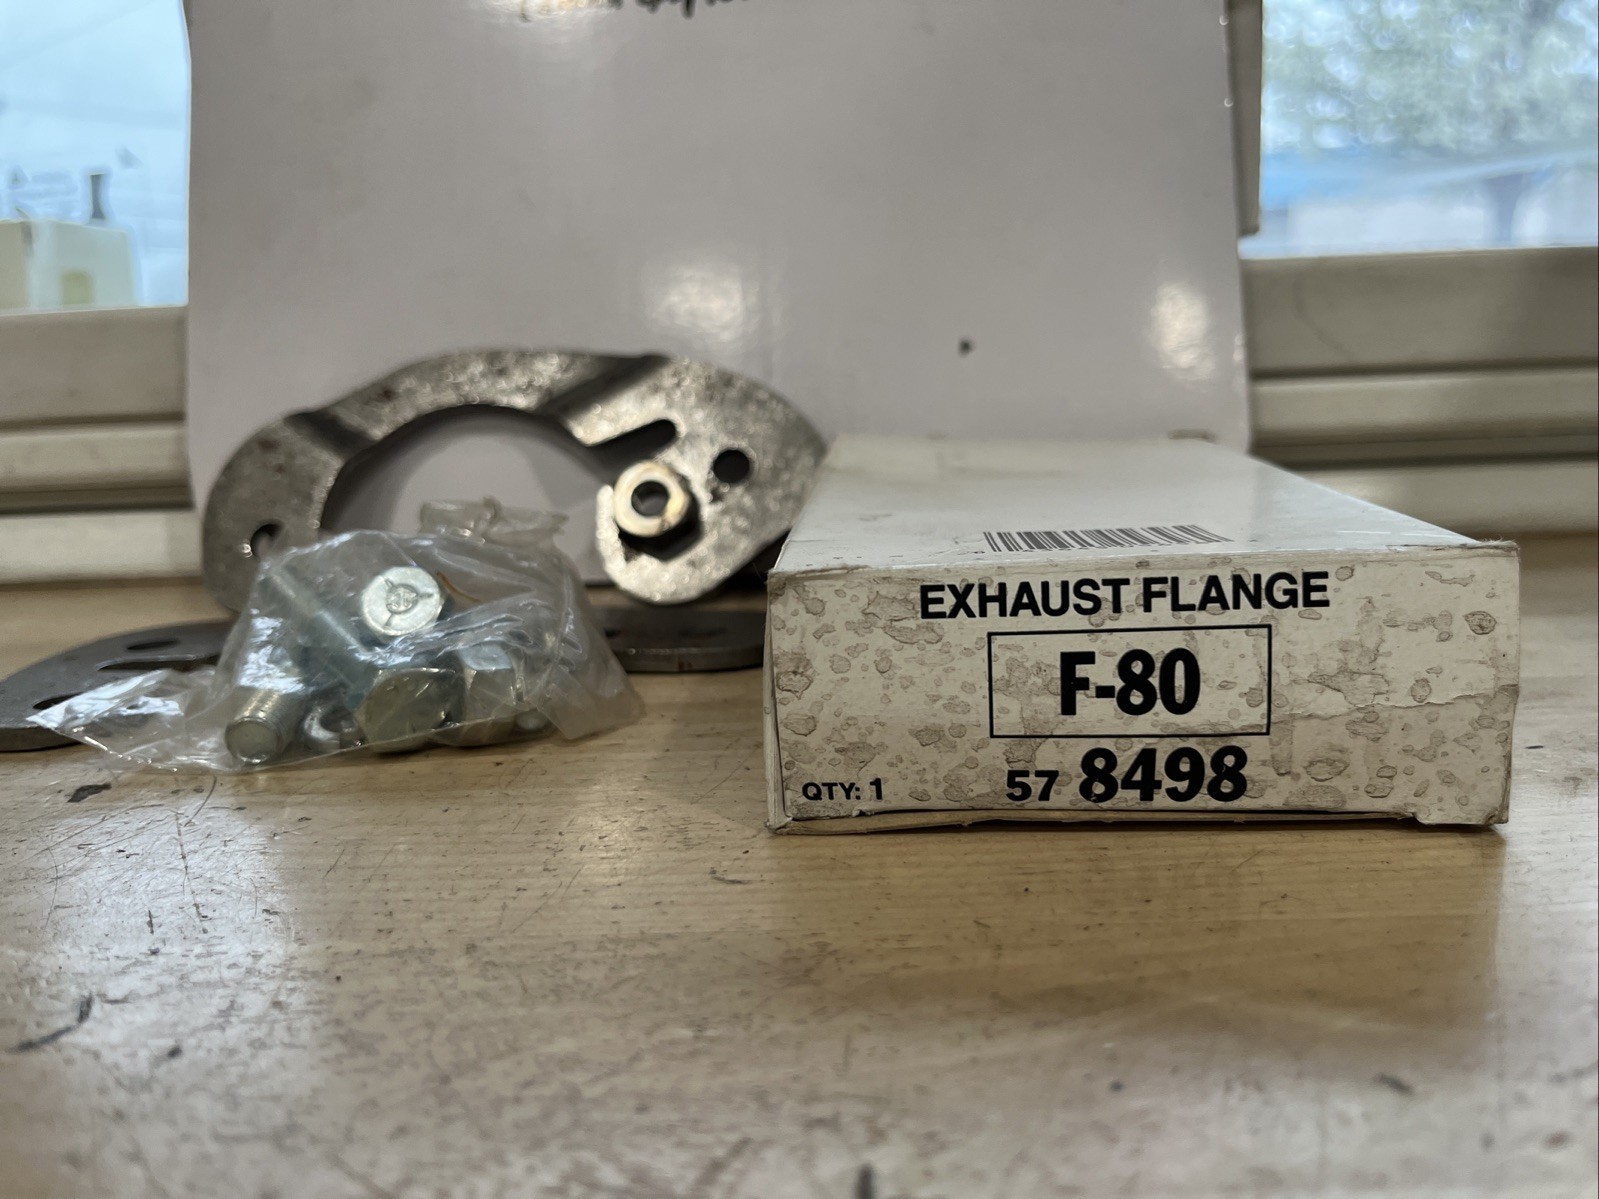 EXHAUST FLANGE
F-80
QTY: 1 57 8498